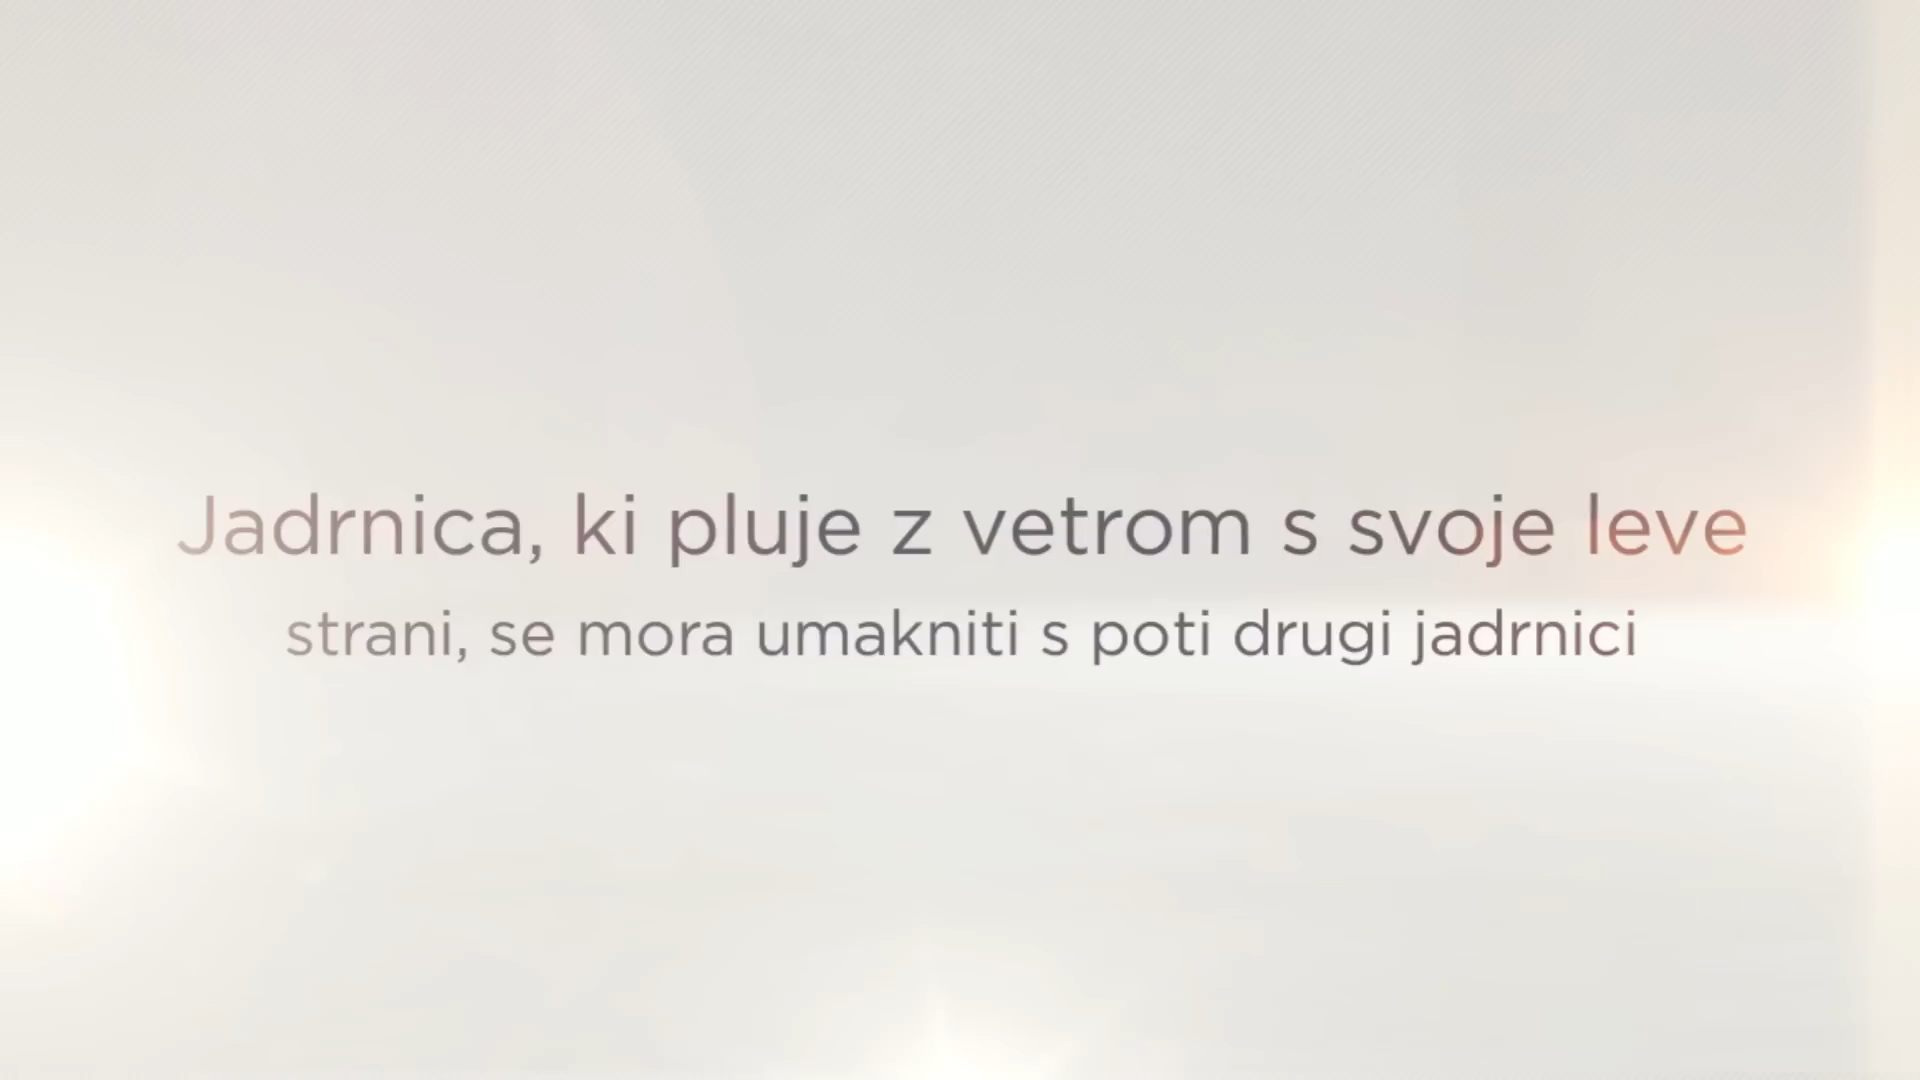 Jadrnica, ki pluje z vetrom s svoje leve
strani, se mora umakniti s poti drugi jadrnici